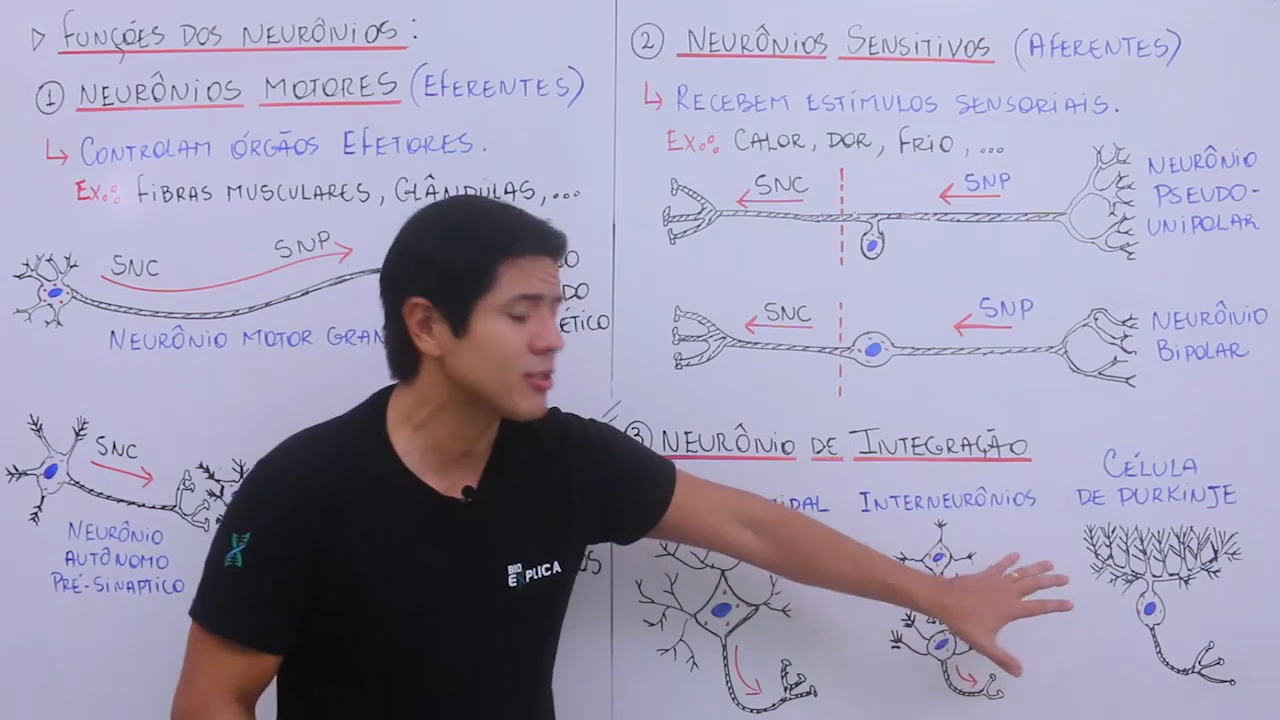 ▷ FUNÇÕES DOS NEURÔNIOS:
① NEURÔNIOS MOTORES (EFERENTES)
↳ CONTROLAM ÓRGÃOS EFETORES.
Ex.: FIBRAS MUSCULARES, GLÂNDULAS,...
SNC
SNP
NEURÔNIO MOTOR
ÉTICO
SNC
NEURÔNIO
AUTÔNOMO
PRÉ-SINAPTICO
② NEURÔNIOS SENSITIVOS (AFERENTES)
↳ RECEBEM ESTÍMULOS SENSORIAIS.
Ex.: CALOR, DOR, FRIO,...
SNC
SNP
NEURÔNIO
PSEUDO-
UNIPOLAR
SNC
SNP
NEURÔNIO
BIPOLAR
③ NEURÔNIO DE INTEGRAÇÃO
INTERNEURÔNIOS
CÉLULA
DE PURKINJE
BIO
EXPLICA